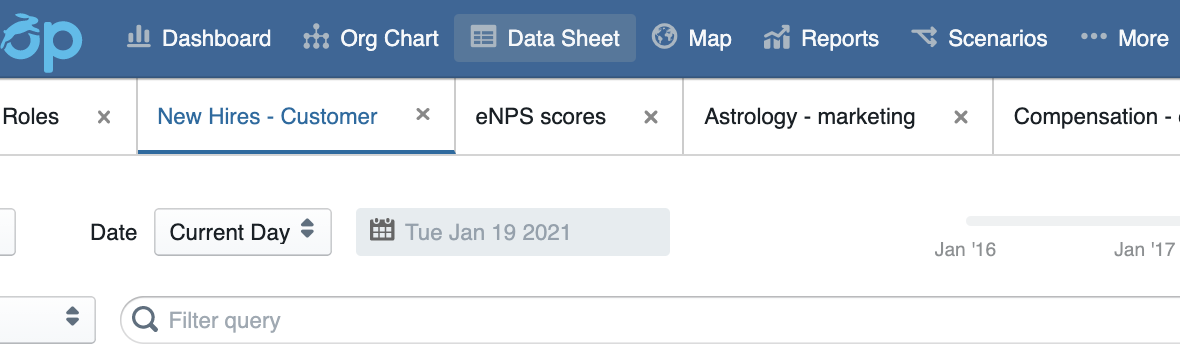 op Dashboard Org Chart Data Sheet Map Reports Scenarios More
Roles New Hires - Customer eNPS scores Astrology - marketing Compensation -
Date Current Day Tue Jan 19 2021
Jan '16 Jan '17
Filter query